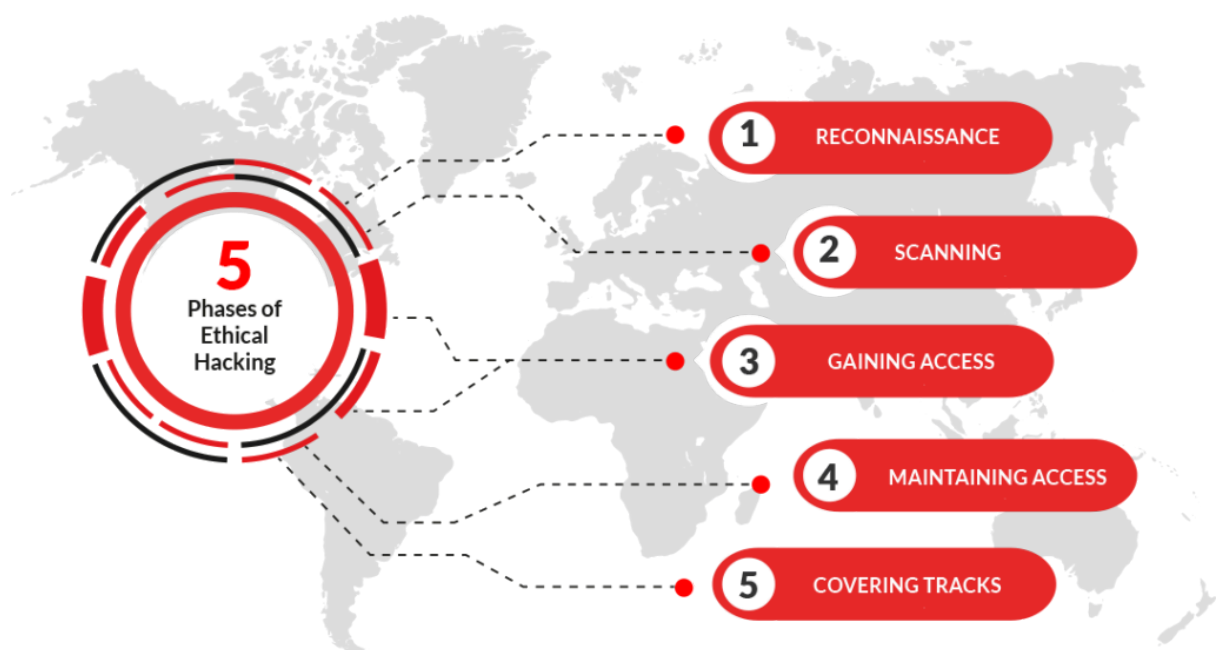 5
Phases of
Ethical
Hacking
1 RECONNAISSANCE
2 SCANNING
3 GAINING ACCESS
4 MAINTAINING ACCESS
5 COVERING TRACKS